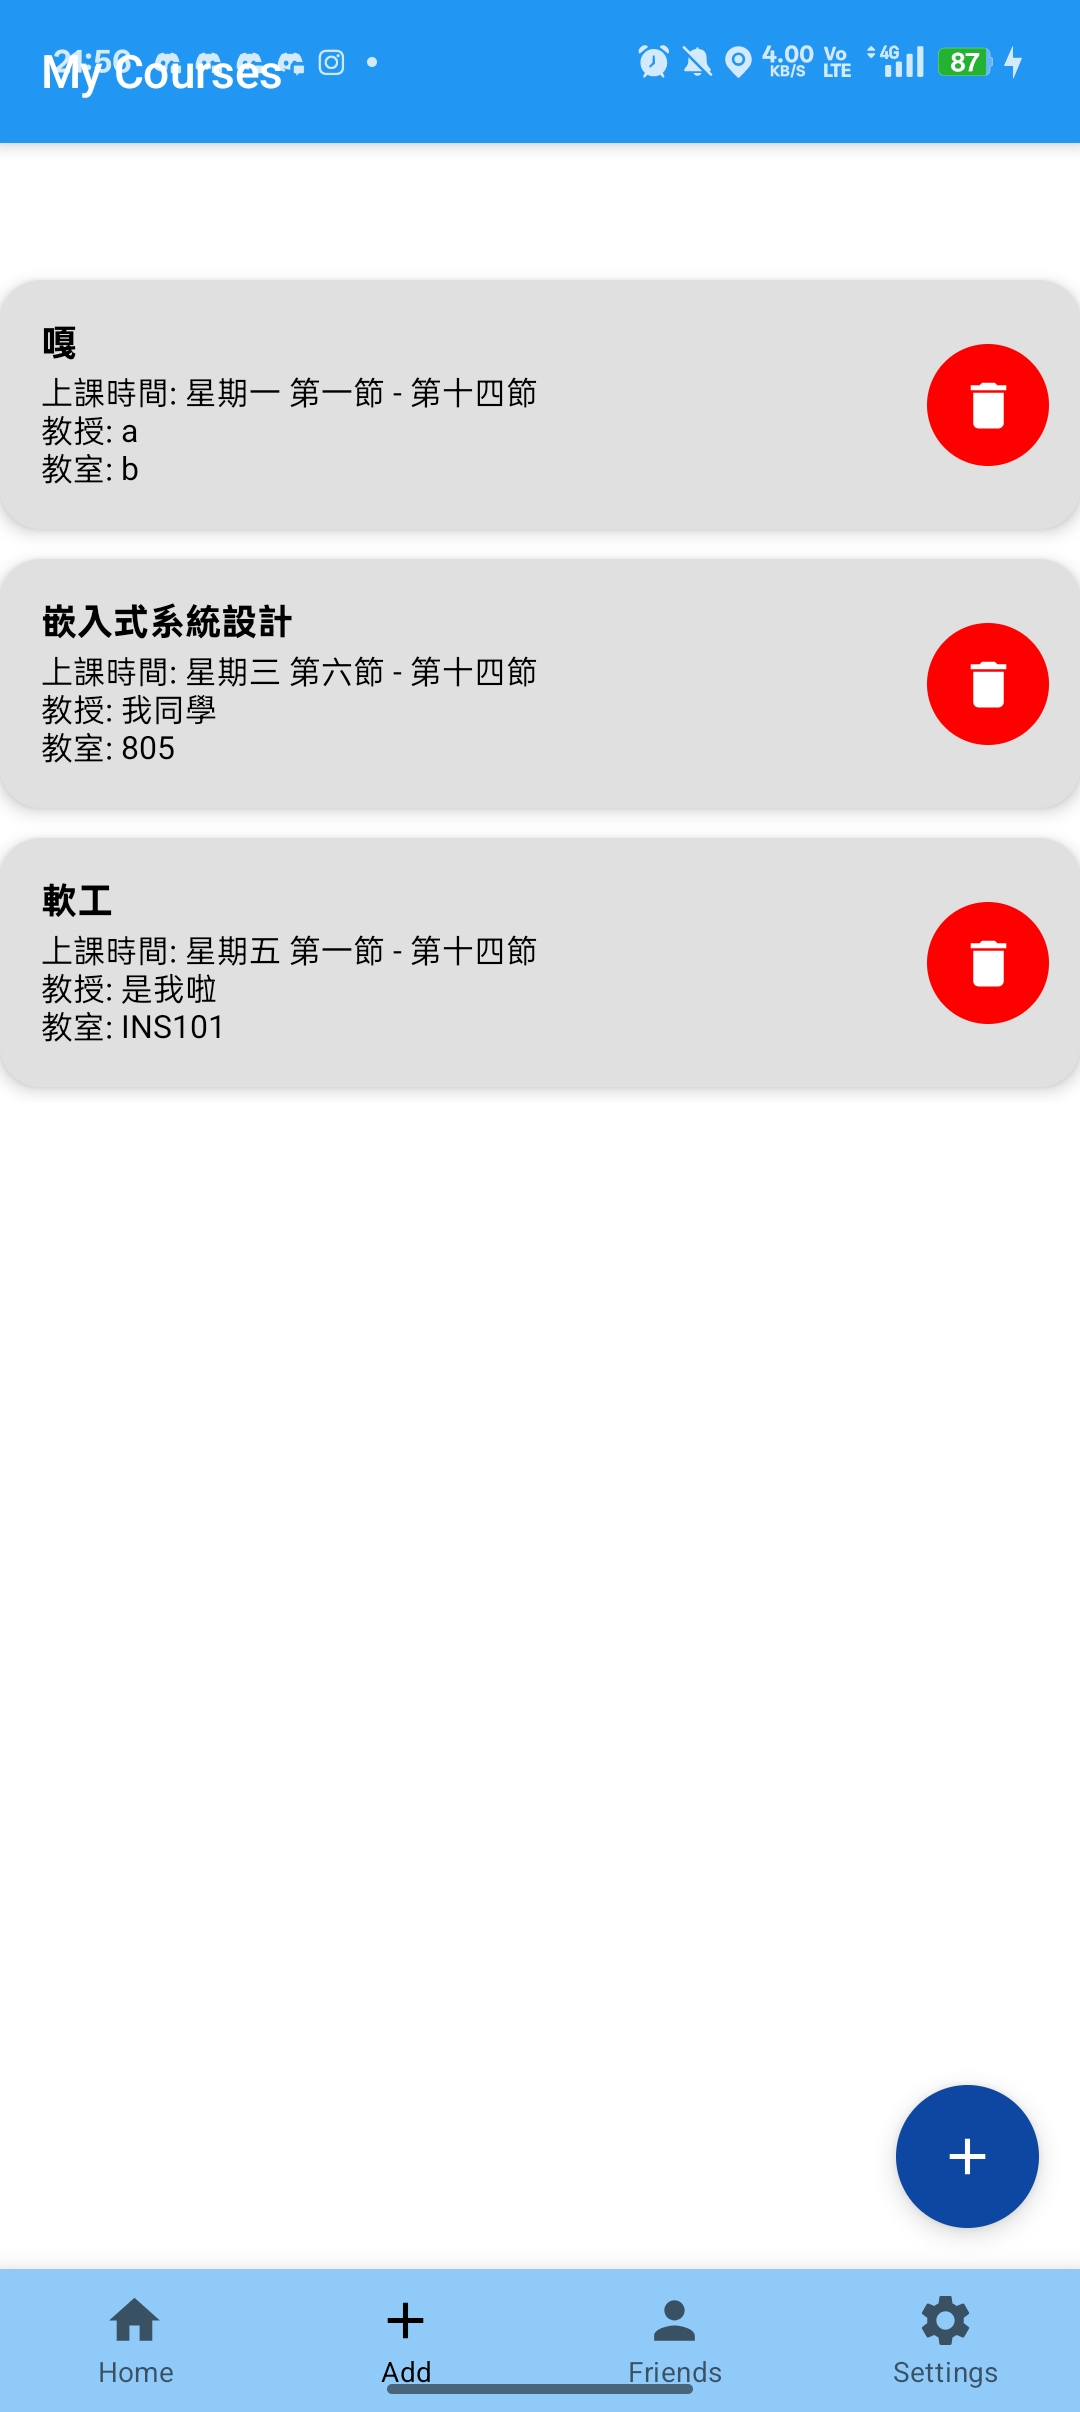 21:56
4.00 KB/S
Vo LTE
4G
87
My Courses
嘎
上課時間: 星期一 第一節 - 第十四節
教授: a
教室: b
嵌入式系統設計
上課時間: 星期三 第六節 - 第十四節
教授: 我同學
教室: 805
軟工
上課時間: 星期五 第一節 - 第十四節
教授: 是我啦
教室: INS101
Home
Add
Friends
Settings